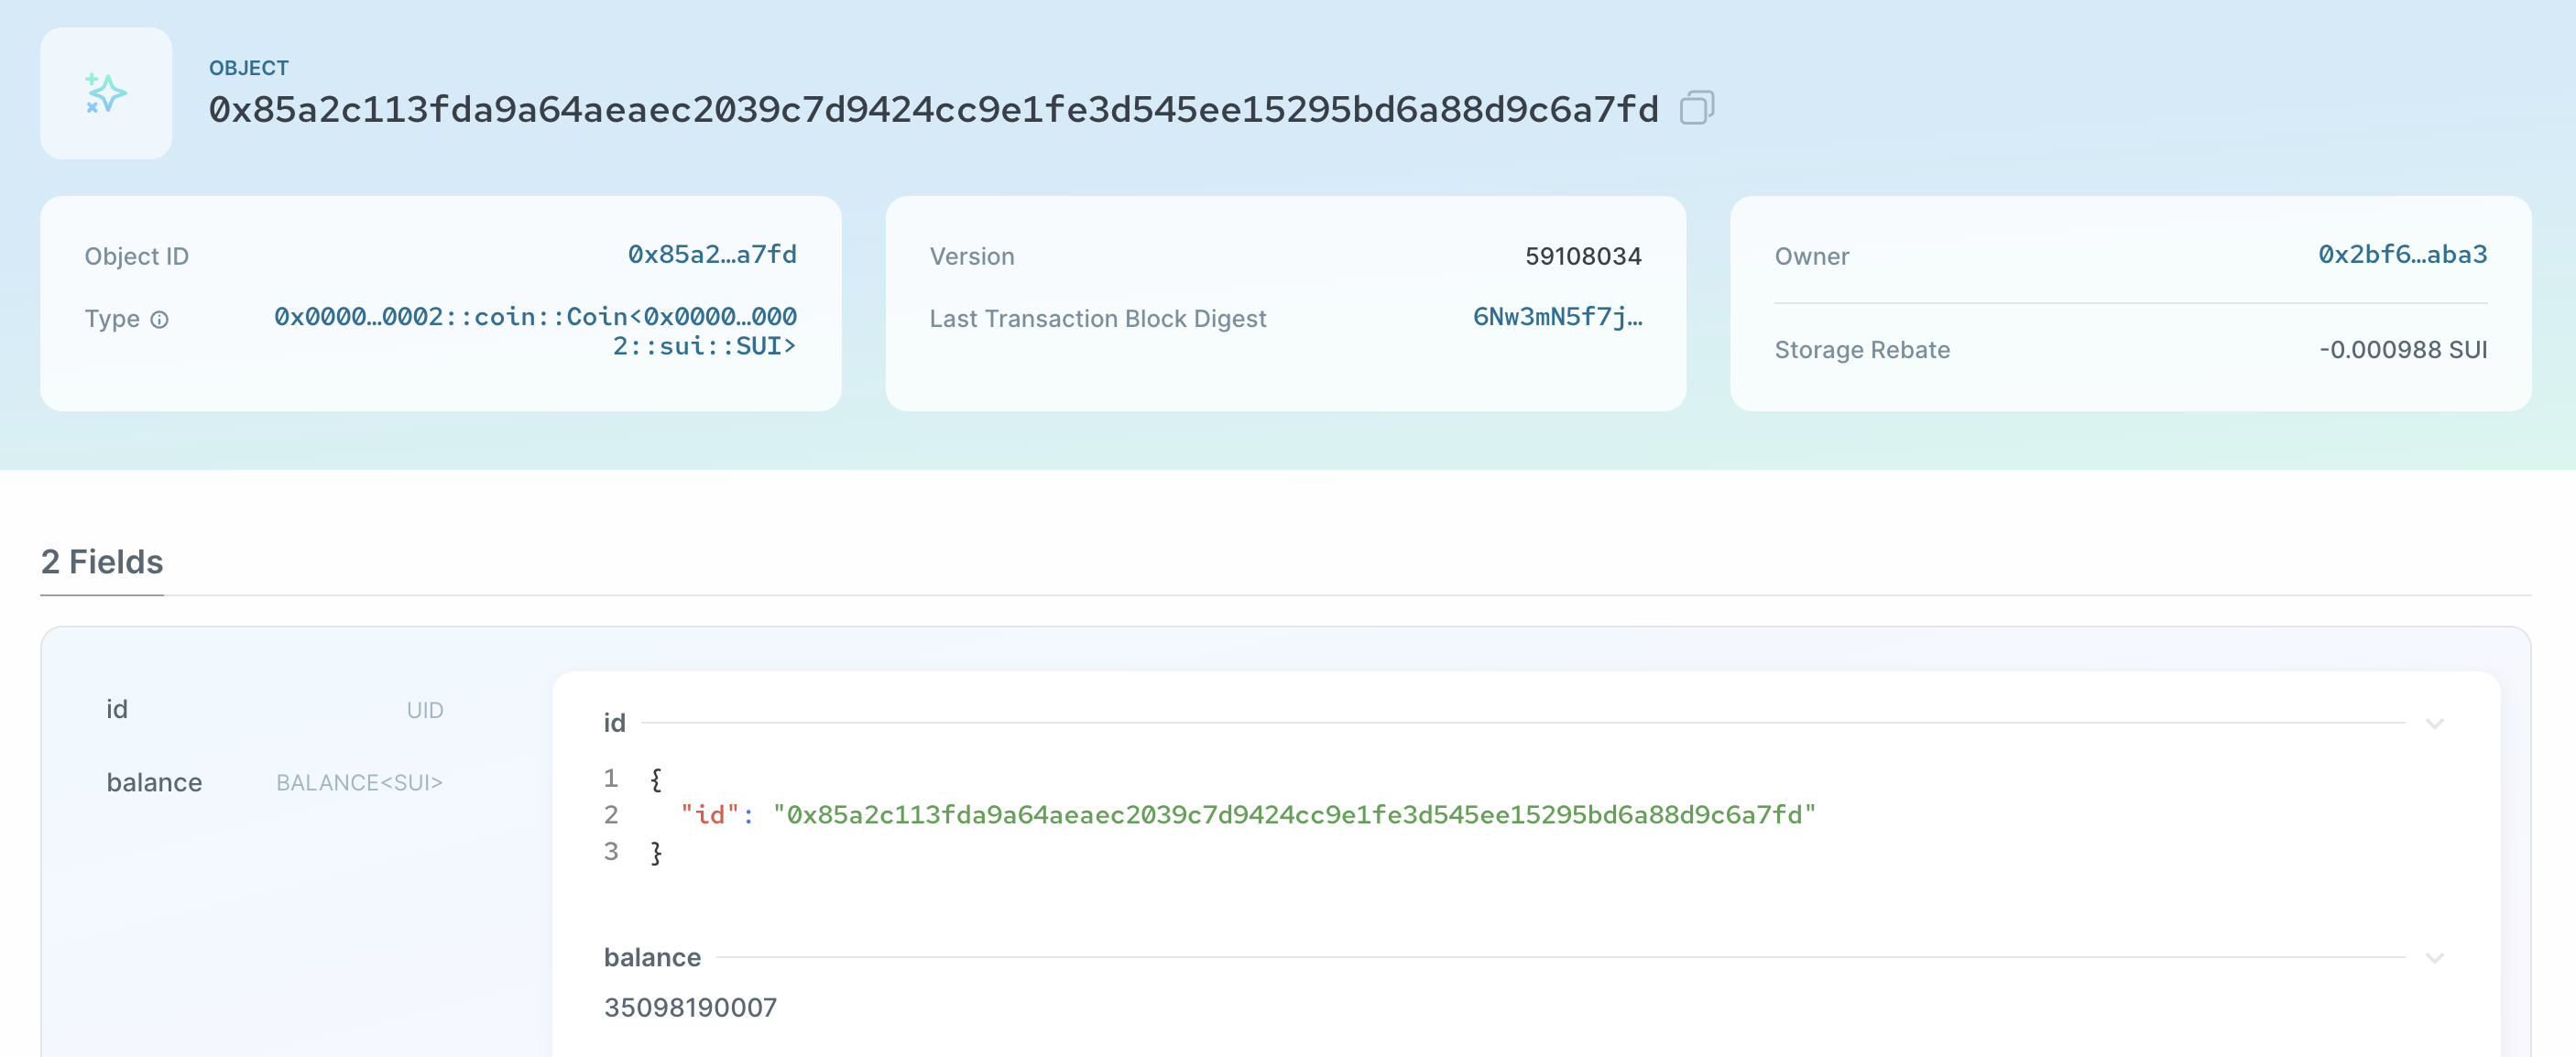 OBJECT
0x85a2c113fda9a64aeaec2039c7d9424cc9e1fe3d545ee15295bd6a88d9c6a7fd
Object ID 0x85a2…a7fd
Type 0x0000…0002::coin::Coin<0x0000…000
2::sui::SUI>
Version 59108034
Last Transaction Block Digest 6Nw3mN5f7j…
Owner 0x2bf6…aba3
Storage Rebate -0.000988 SUI
2 Fields
id UID
balance BALANCE<SUI>
id
1 {
2 "id": "0x85a2c113fda9a64aeaec2039c7d9424cc9e1fe3d545ee15295bd6a88d9c6a7fd"
3 }
balance
35098190007